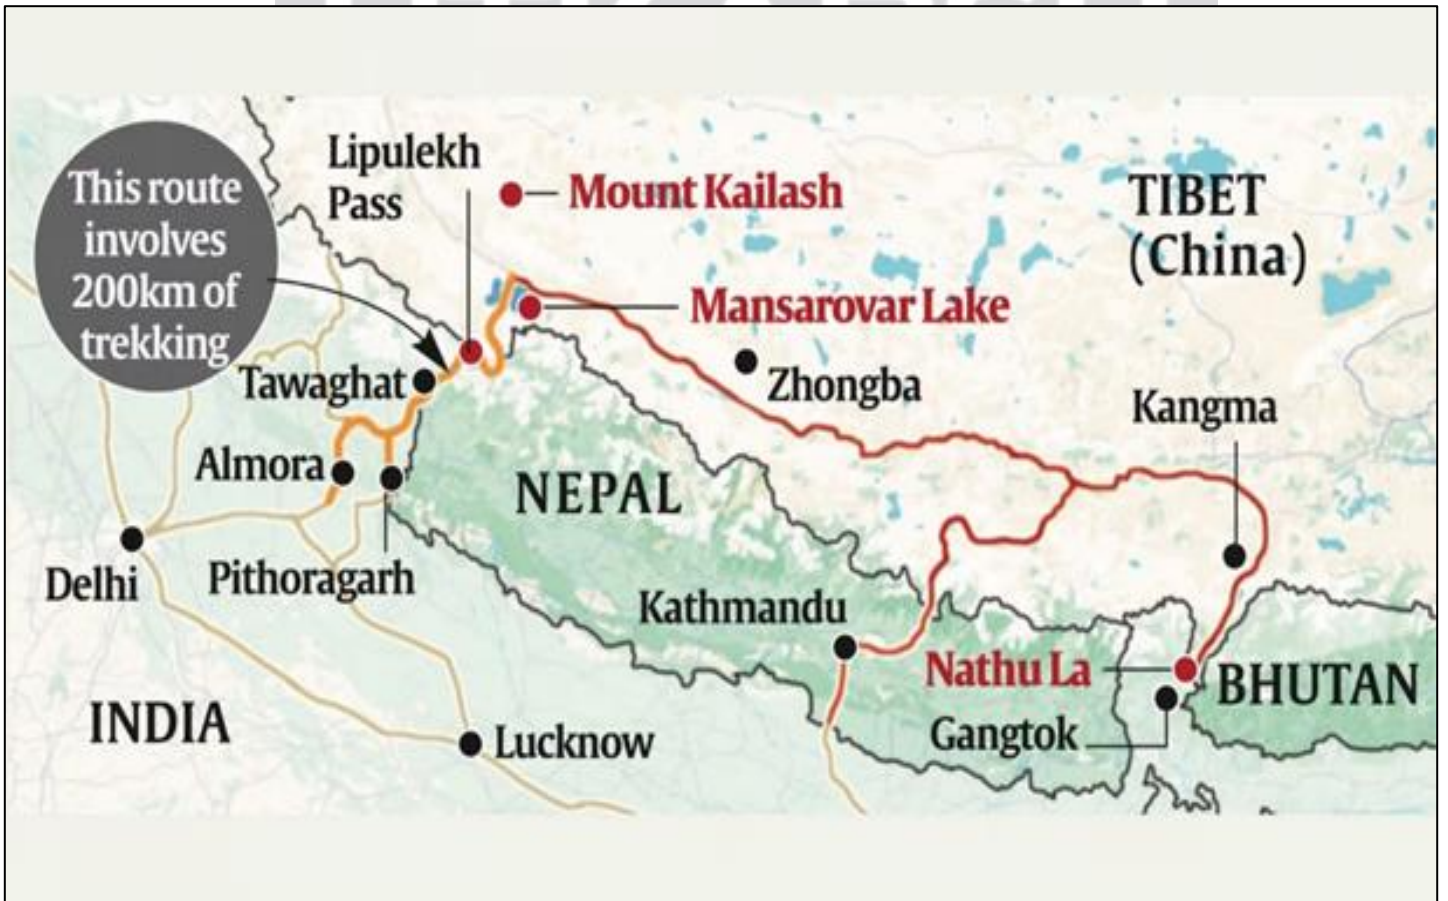 This route
involves
200km of
trekking
Lipulekh
Pass
Mount Kailash
TIBET
(China)
Mansarovar Lake
Tawaghat
Zhongba
Kangma
Almora
NEPAL
Delhi
Pithoragarh
Kathmandu
Nathu La
BHUTAN
INDIA
Lucknow
Gangtok